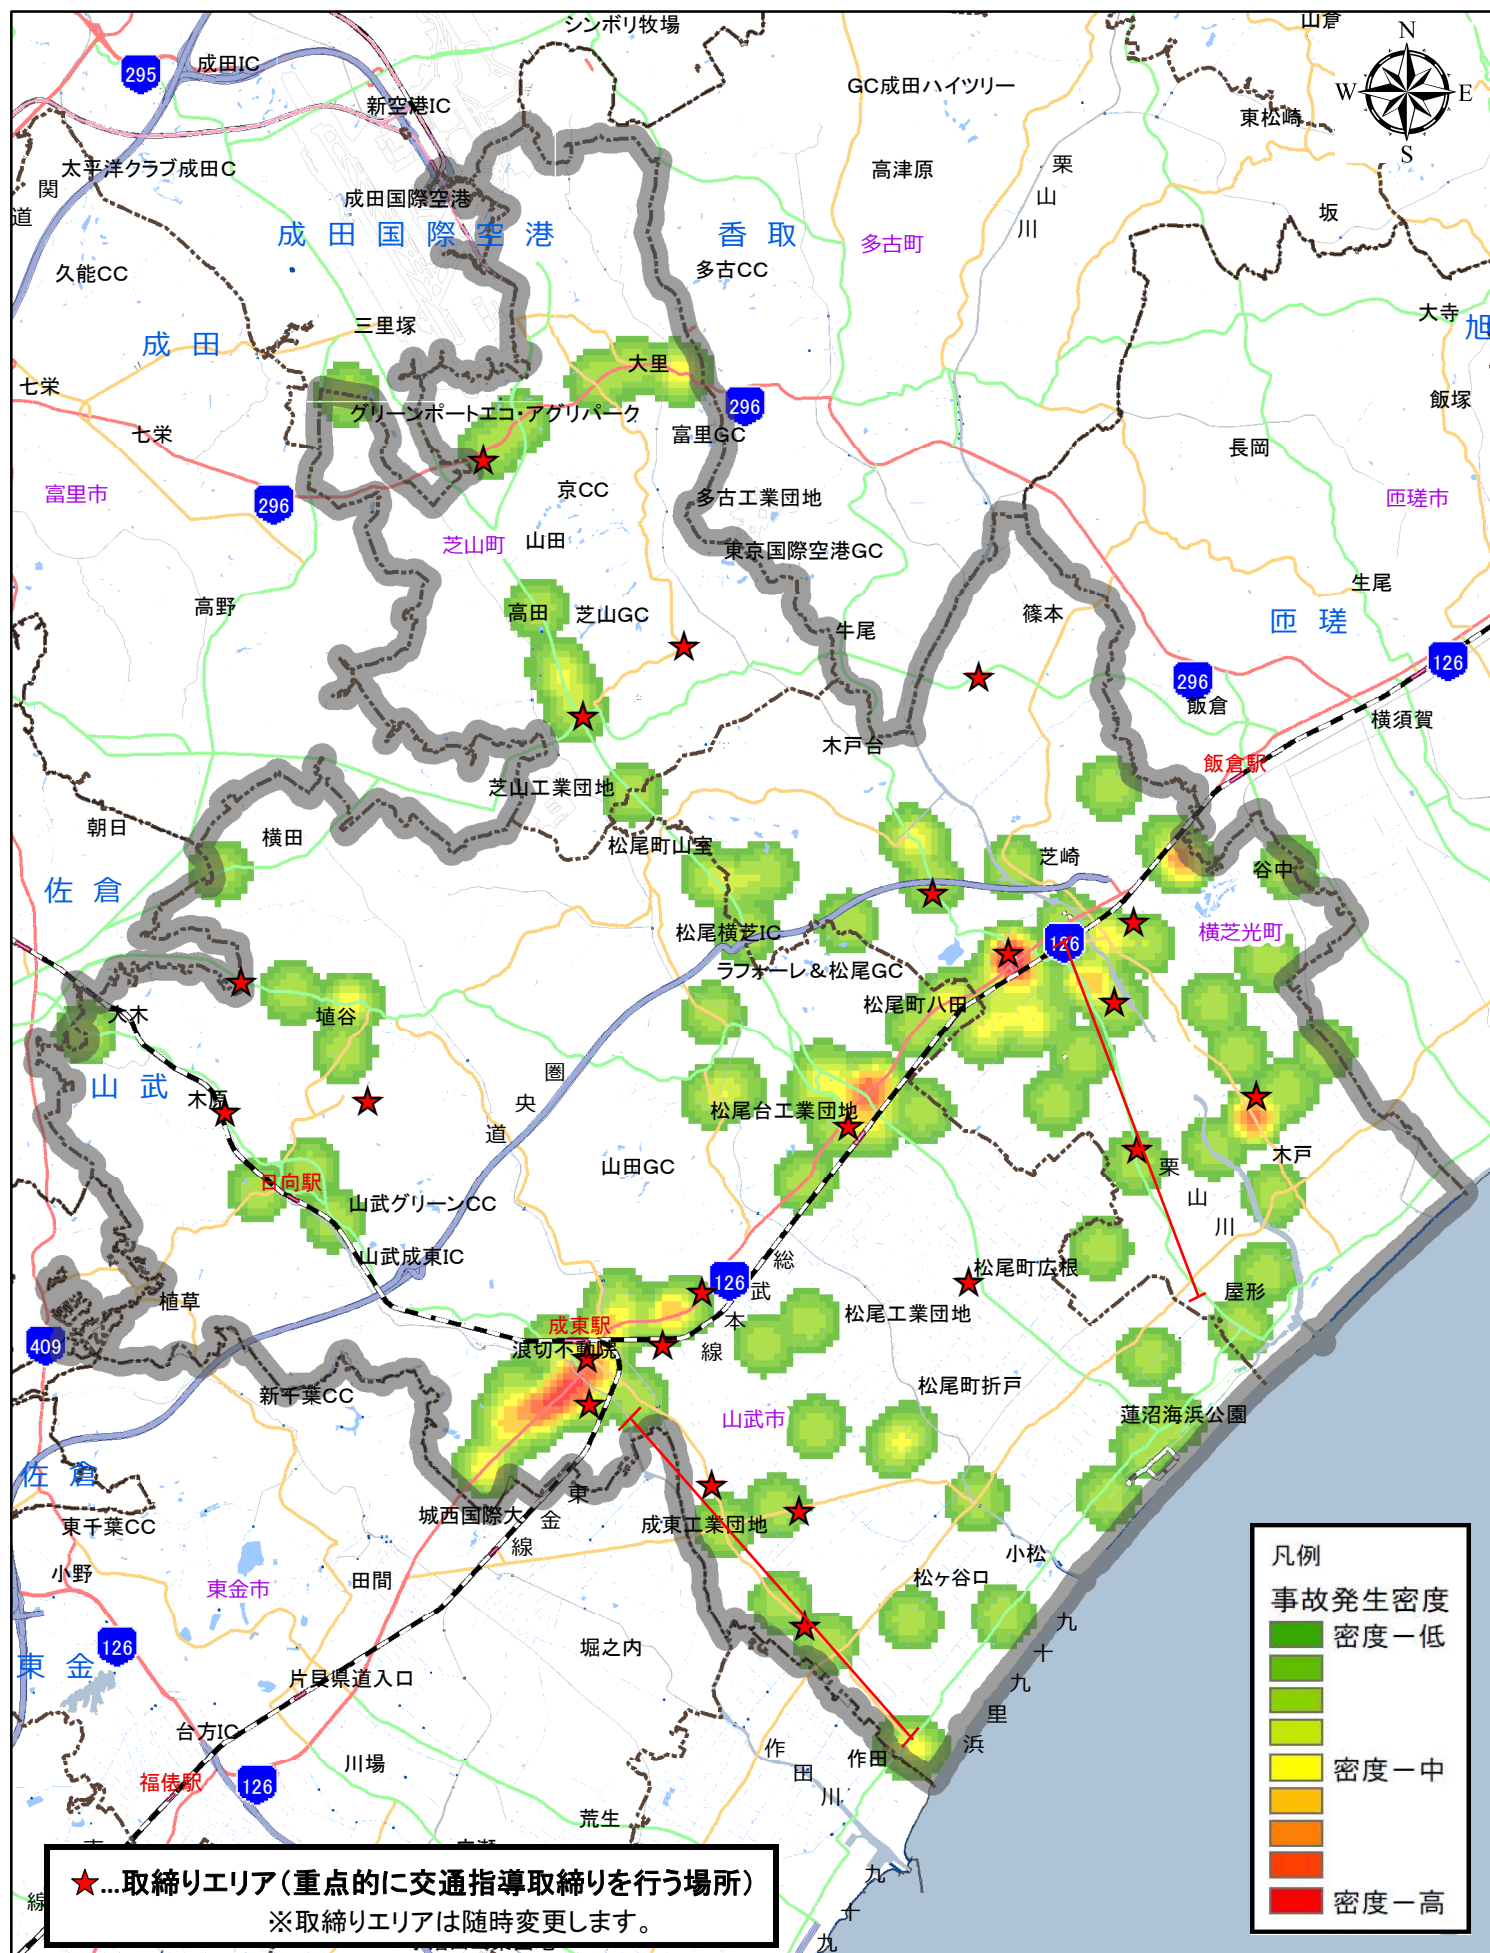 シンボリ牧場
山倉
N
W
E
S
295
成田IC
GC成田ハイツリー
新空港IC
東松崎
太平洋クラブ成田C
関
道
成田国際空港
高津原
栗
山
川
坂
成田国際空港
香取
多古町
久能CC
多古CC
三里塚
大寺
旭
成田
大里
七栄
296
飯塚
グリーンポートエコ・アグリパーク
七栄
富里GC
長岡
富里市
296
京CC
多古工業団地
匝瑳市
芝山町
山田
東京国際空港GC
生尾
高野
高田
芝山GC
篠本
匝瑳
牛尾
126
296
飯倉
横須賀
木戸台
飯倉駅
芝山工業団地
朝日
横田
松尾町山室
芝崎
谷中
佐倉
松尾横芝IC
横芝光町
126
ラフォーレ&松尾GC
大木
埴谷
松尾町八田
山武
圏
央
道
木原
松尾台工業団地
木戸
山田GC
栗
山
川
日向駅
山武グリーンCC
山武成東IC
総
武
本
線
126
松尾町広根
植草
松尾工業団地
屋形
成東駅
409
浪切不動院
新千葉CC
松尾町折戸
山武市
蓮沼海浜公園
佐倉
城西国際大
東
金
線
東千葉CC
成東工業団地
小松
小野
東金市
田間
松ヶ谷口
九
十
九
里
浜
126
東金
堀之内
片貝県道入口
台方IC
作
田
川
作田
川場
福俵駅
126
荒生
九
十
九
線
凡例
事故発生密度
密度ー低
密度ー中
密度ー高
★…取締りエリア(重点的に交通指導取締りを行う場所)
※取締りエリアは随時変更します。